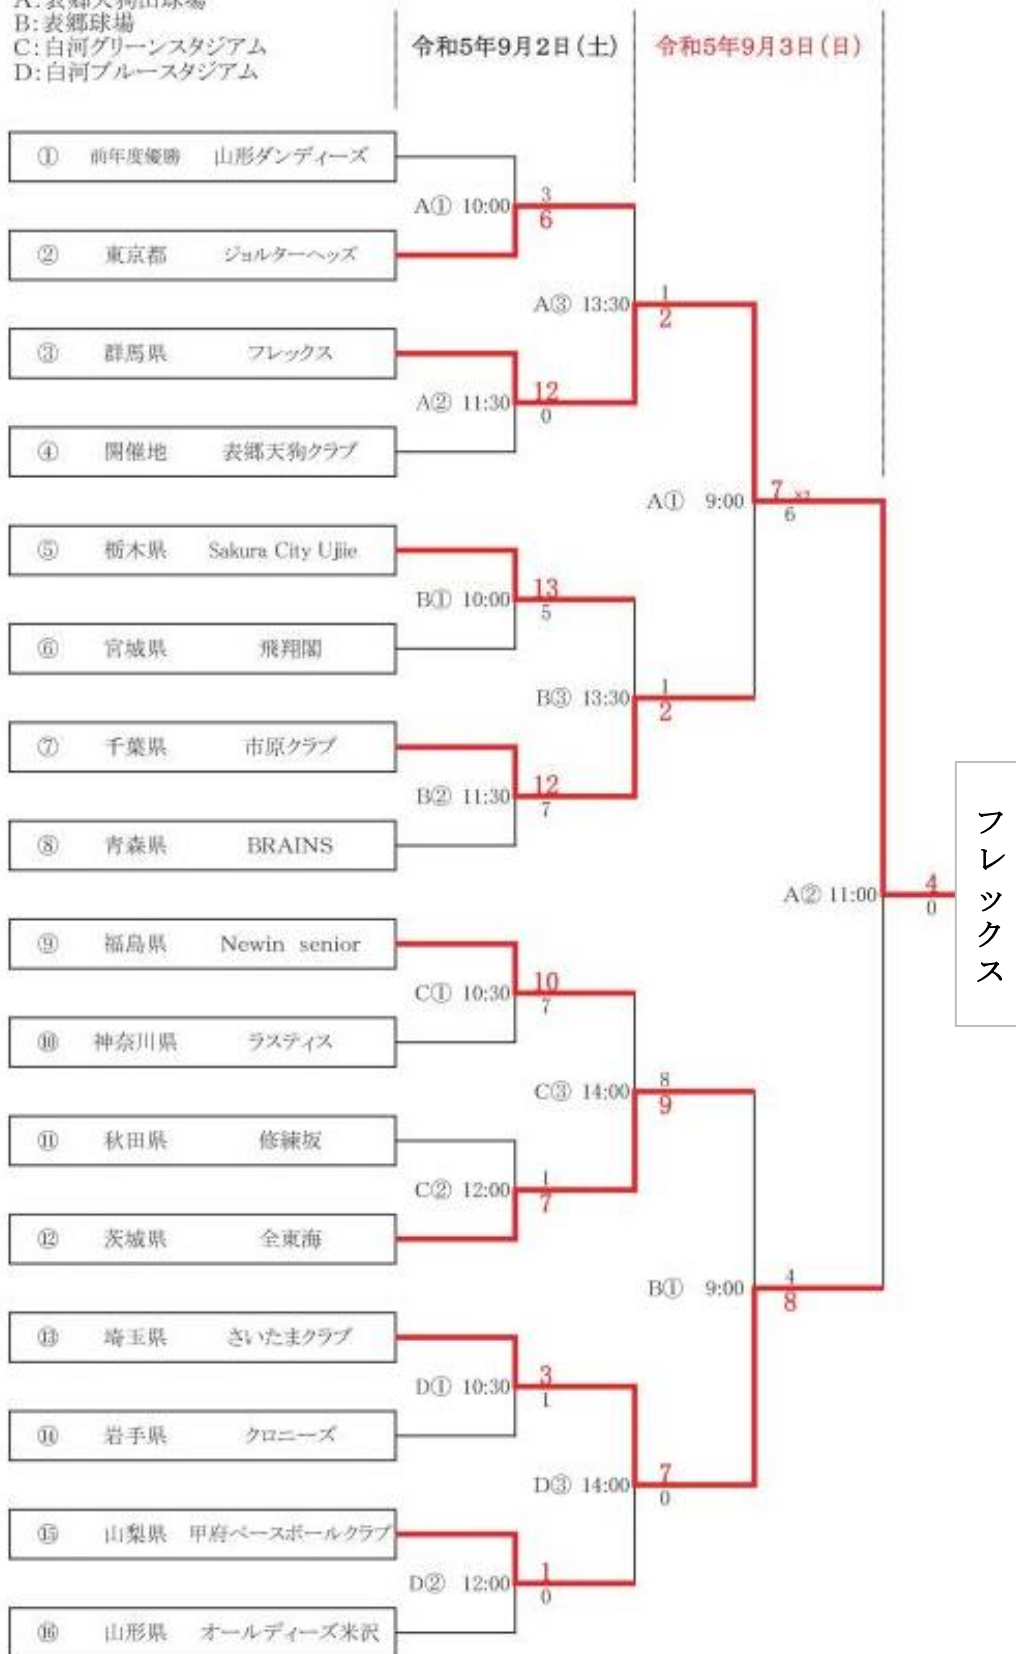 A:表郷天狗山球場
B:表郷球場
C:白河グリーンスタジアム
D:白河ブルースタジアム
令和5年9月2日(土)
令和5年9月3日(日)
① 前年度優勝 山形ダンディーズ
A① 10:00
3
6
② 東京都 ジョルターヘッズ
A③ 13:30
1
2
③ 群馬県 フレックス
A② 11:30
12
0
④ 開催地 表郷天狗クラブ
A① 9:00
7
6
⑤ 栃木県 Sakura City Ujiie
B① 10:00
13
5
⑥ 宮城県 飛翔閣
B③ 13:30
1
2
⑦ 千葉県 市原クラブ
B② 11:30
12
7
⑧ 青森県 BRAINS
A② 11:00
4
0
フレックス
⑨ 福島県 Newin senior
C① 10:30
10
7
⑩ 神奈川県 ラスティス
C③ 14:00
8
9
⑪ 秋田県 修練坂
C② 12:00
1
7
⑫ 茨城県 全東海
B① 9:00
4
8
⑬ 埼玉県 さいたまクラブ
D① 10:30
3
1
⑭ 岩手県 クロニーズ
D③ 14:00
7
0
⑮ 山梨県 甲府ベースボールクラブ
D② 12:00
1
0
⑯ 山形県 オールディーズ米沢